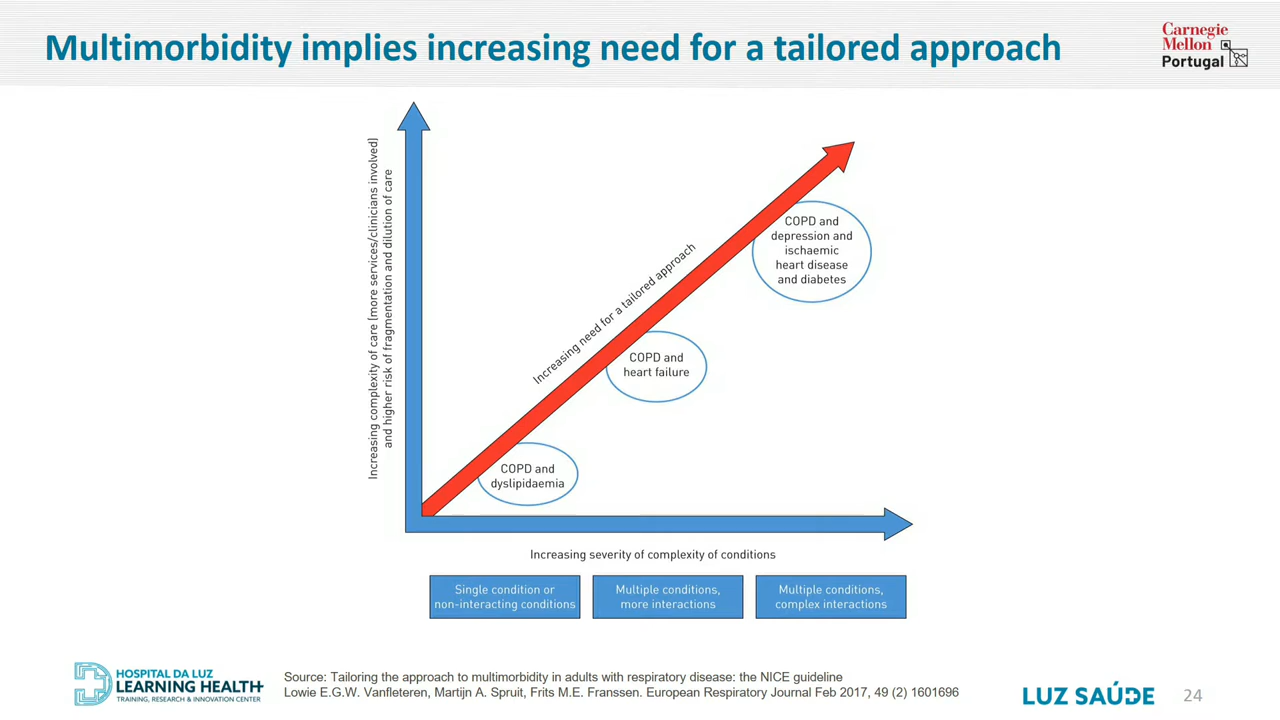 Multimorbidity implies increasing need for a tailored approach
Carnegie
Mellon
Portugal
Increasing complexity of care (more services/clinicians involved)
and higher risk of fragmentation and dilution of care
Increasing need for a tailored approach
COPD and
depression and
ischaemic
heart disease
and diabetes
COPD and
heart failure
COPD and
dyslipidaemia
Increasing severity of complexity of conditions
Single condition or
non-interacting conditions
Multiple conditions,
more interactions
Multiple conditions,
complex interactions
HOSPITAL DA LUZ
LEARNING HEALTH
TRAINING, RESEARCH & INNOVATION CENTER
Source: Tailoring the approach to multimorbidity in adults with respiratory disease: the NICE guideline
Lowie E.G.W. Vanfleteren, Martijn A. Spruit, Frits M.E. Franssen. European Respiratory Journal Feb 2017, 49 (2) 1601696
LUZ SAÚDE
24